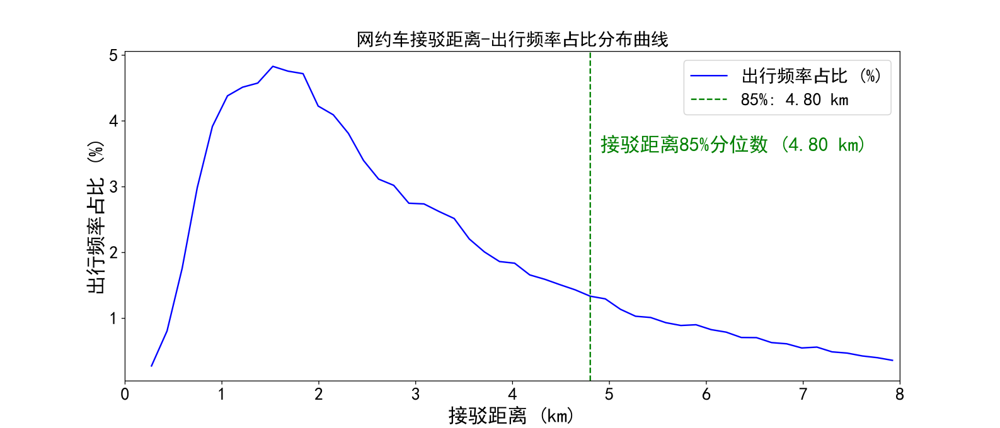 网约车接驳距离-出行频率占比分布曲线
出行频率占比 (%)
85%: 4.80 km
接驳距离85%分位数 (4.80 km)
出行频率占比 (%)
5
4
3
2
1
0 1 2 3 4 5 6 7 8
接驳距离 (km)